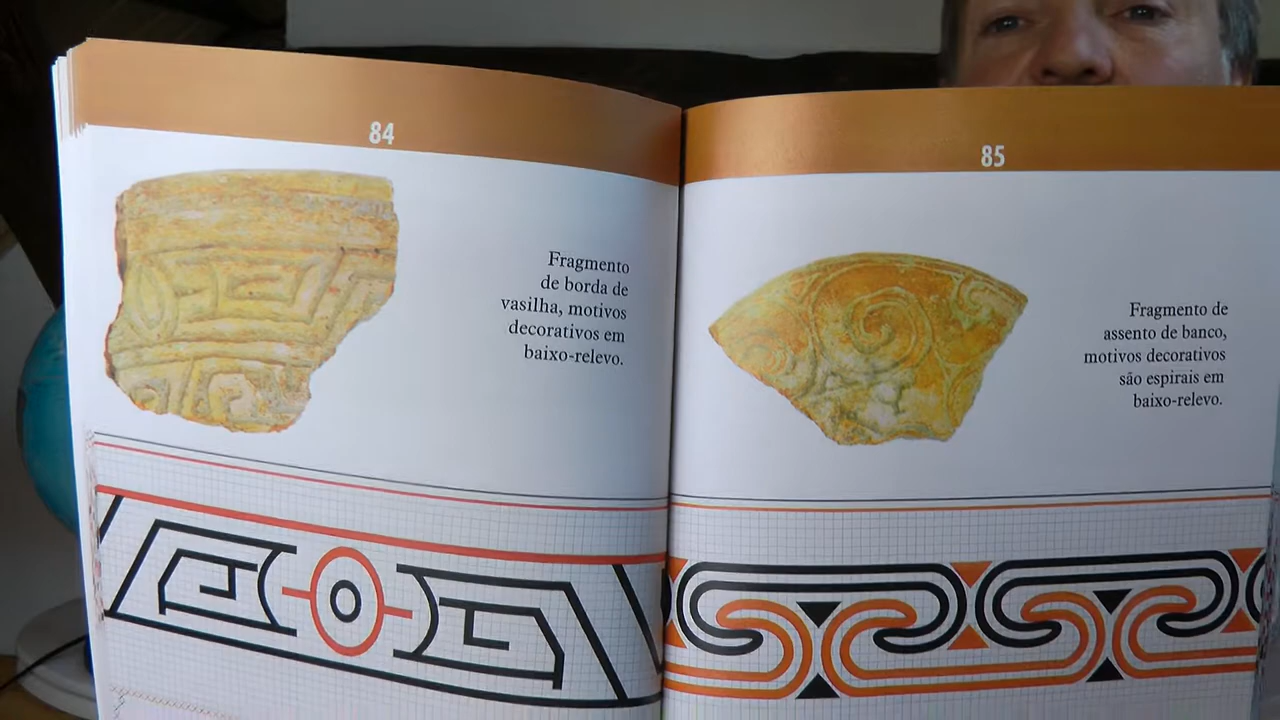 84
Fragmento
de borda de
vasilha, motivos
decorativos em
baixo-relevo.
85
Fragmento de
assento de banco,
motivos decorativos
são espirais em
baixo-relevo.